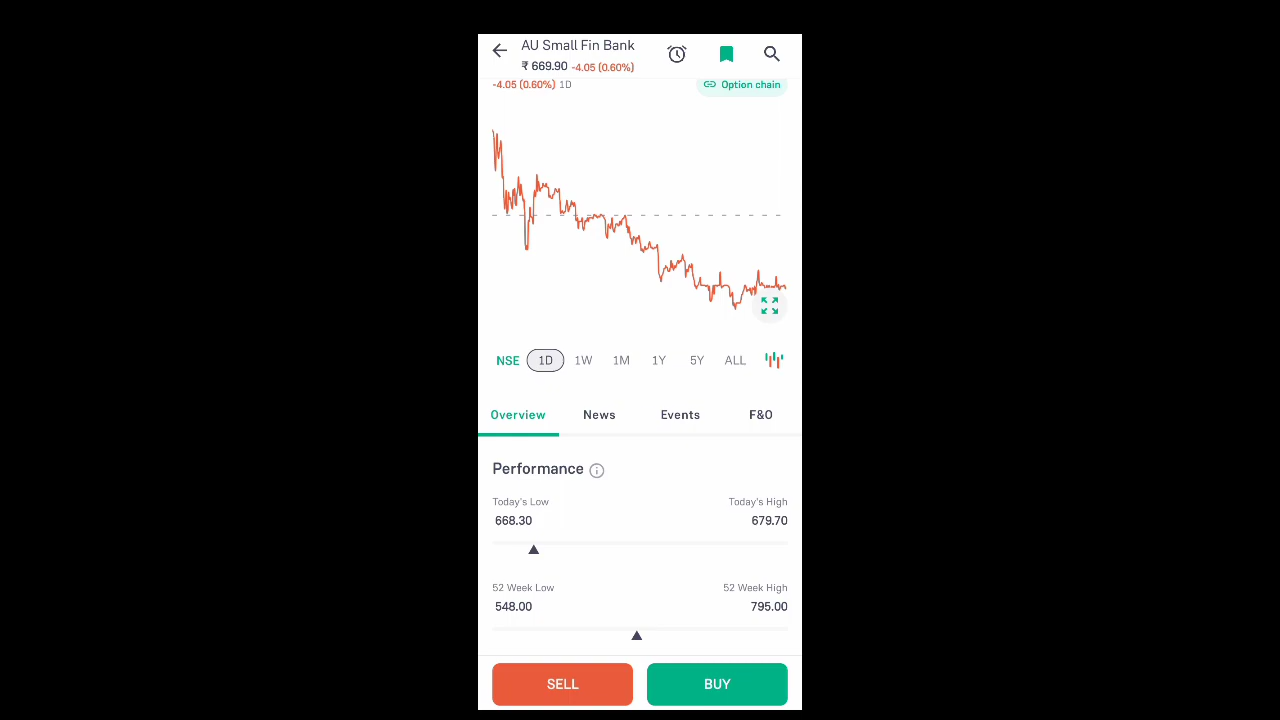 AU Small Fin Bank
₹ 669.90 -4.05 (0.60%)
-4.05 (0.60%) 1D
Option chain
NSE 1D 1W 1M 1Y 5Y ALL
Overview News Events F&O
Performance
Today's Low Today's High
668.30 679.70
52 Week Low 52 Week High
548.00 795.00
SELL BUY